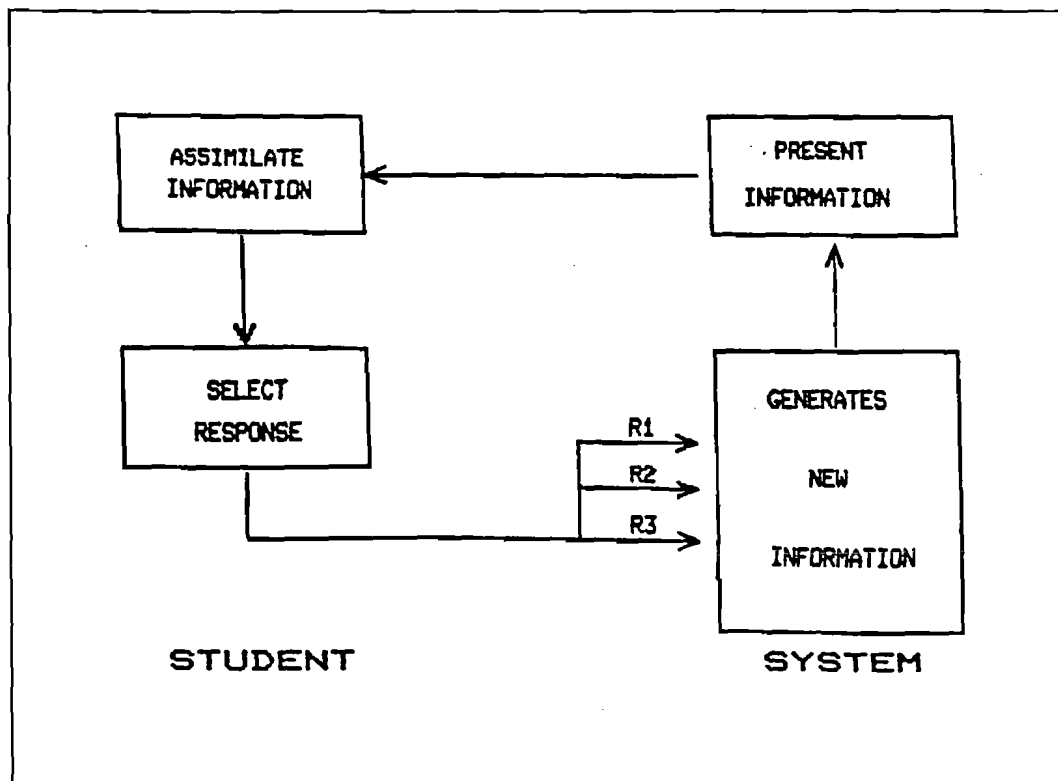 ASSIMILATE
INFORMATION
PRESENT
INFORMATION
SELECT
RESPONSE
R1
R2
R3
GENERATES
NEW
INFORMATION
STUDENT
SYSTEM